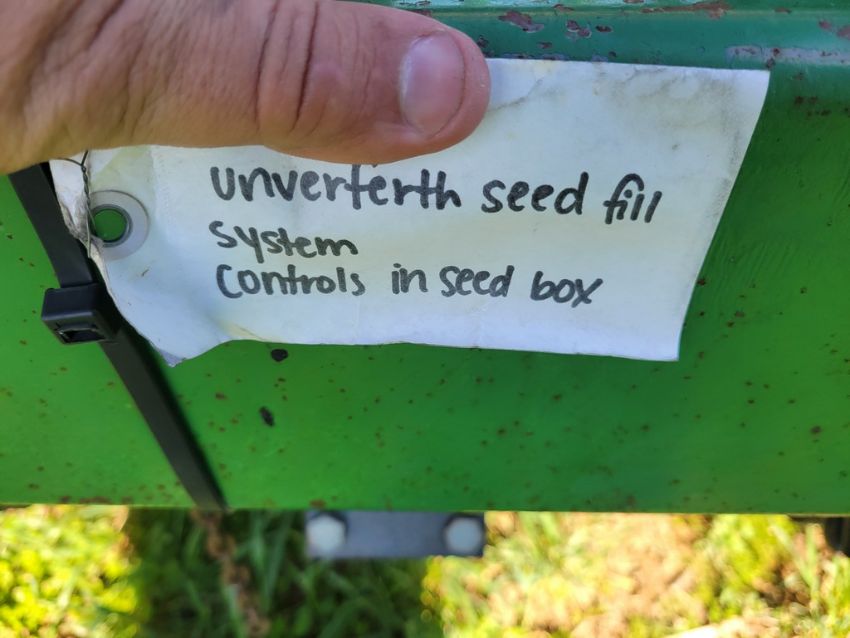 unverferth seed fill
system
controls in seed box